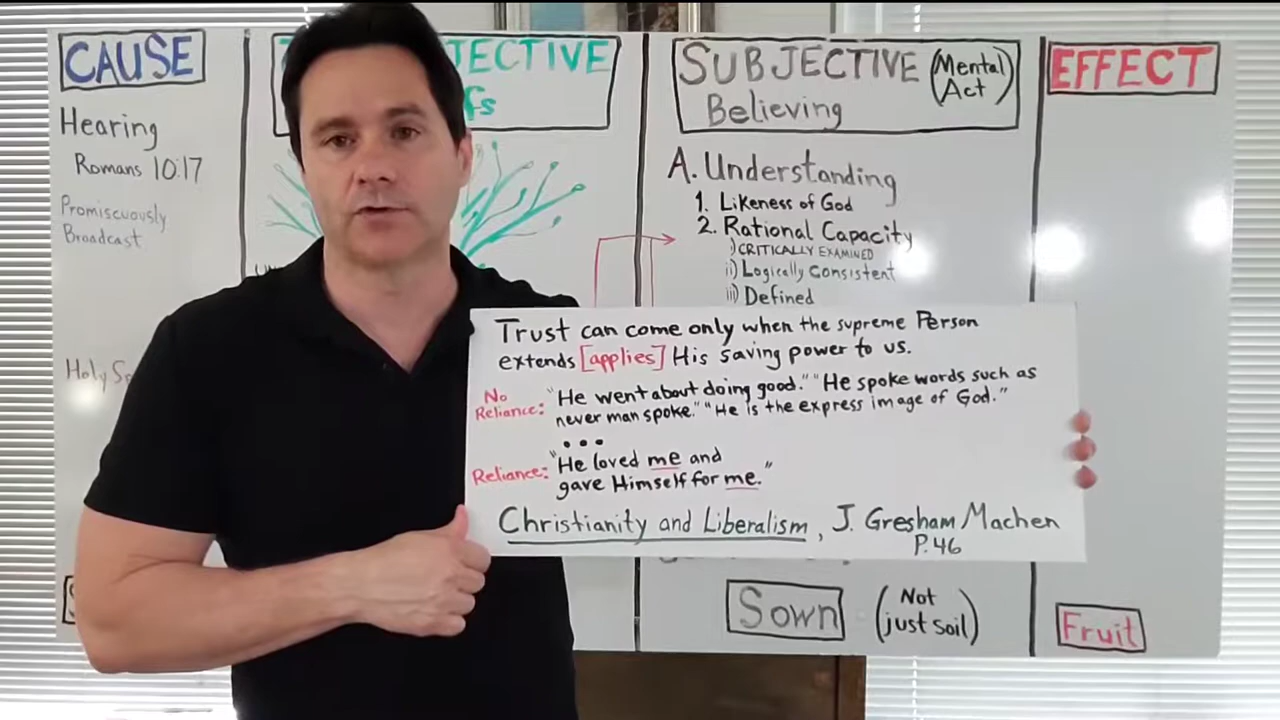 CAUSE
Hearing
Romans 10:17
Promiscuously
Broadcast
SUBJECTIVE (Mental Act)
Believing
A. Understanding
1. Likeness of God
2. Rational Capacity
i) CRITICALLY EXAMINED
ii) Logically Consistent
iii) Defined
EFFECT
Trust can come only when the supreme Person
extends [applies] His saving power to us.
No
Reliance: "He went about doing good." "He spoke words such as
never man spoke." "He is the express image of God."
...
Reliance: "He loved me and
gave Himself for me."
Christianity and Liberalism, J. Gresham Machen
P. 46
Sown (Not just soil)
Fruit